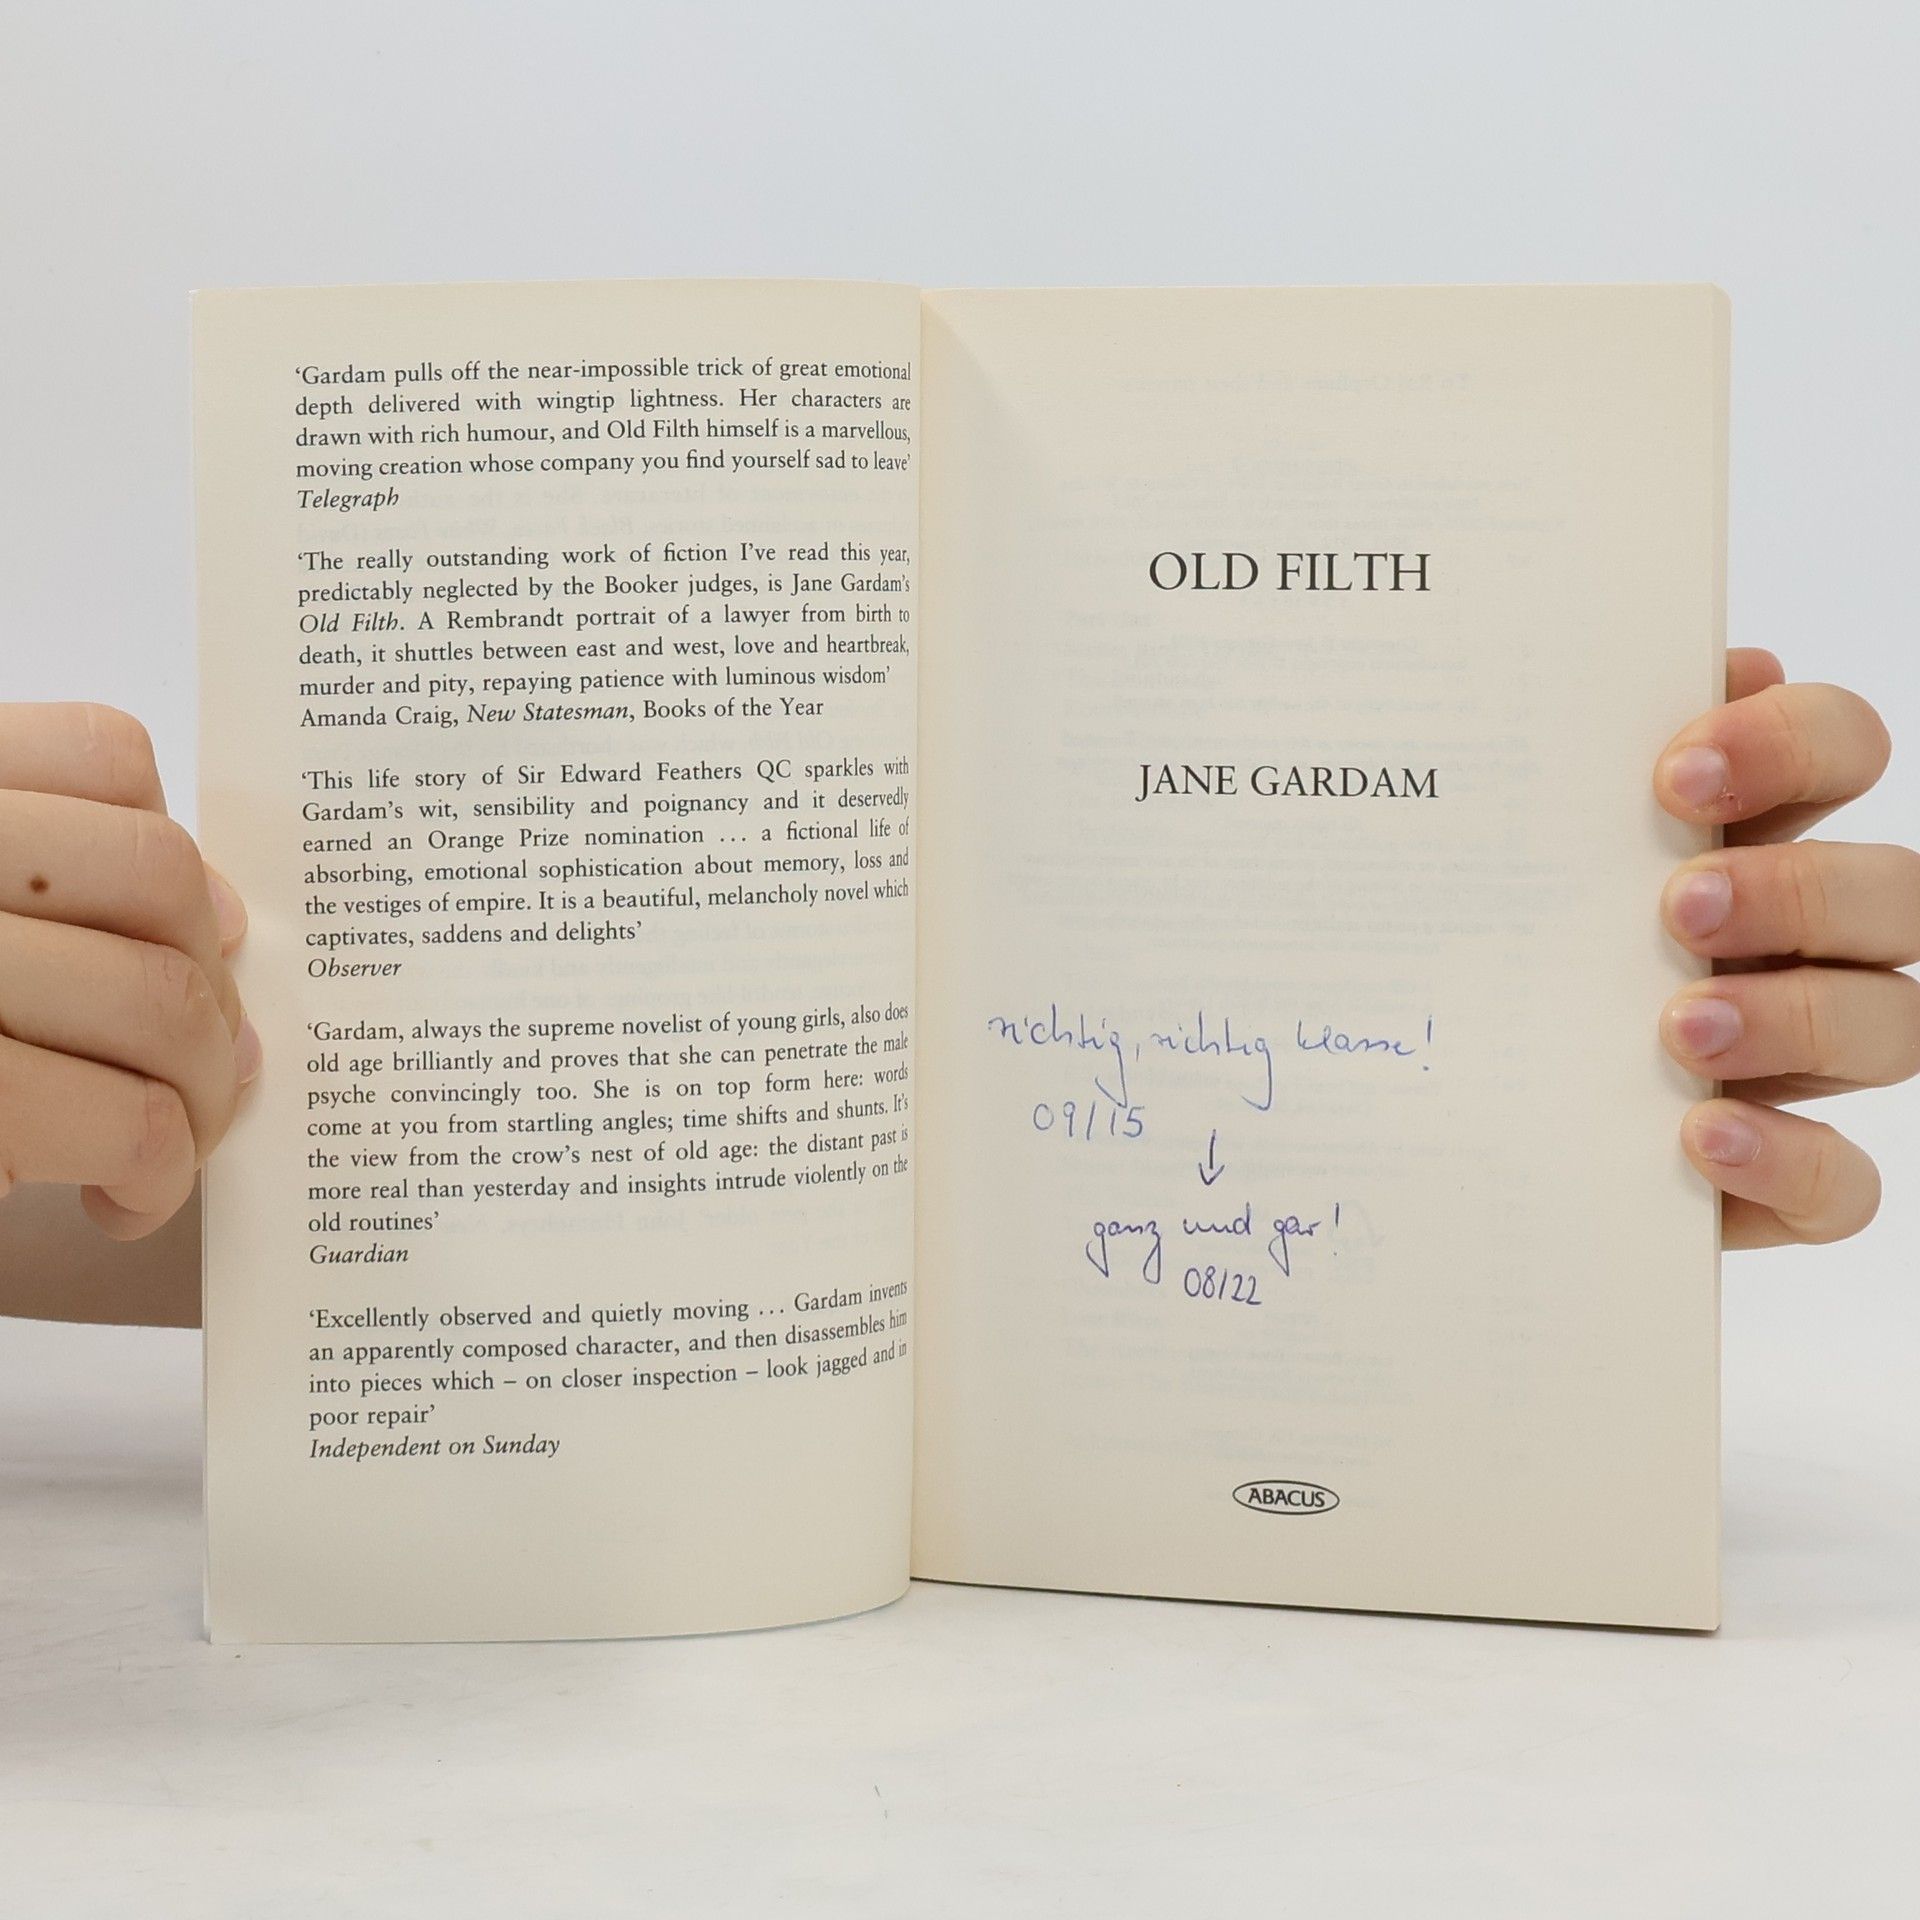 ‘Gardam pulls off the near-impossible trick of great emotional
depth delivered with wingtip lightness. Her characters are
drawn with rich humour, and Old Filth himself is a marvellous,
moving creation whose company you find yourself sad to leave’
Telegraph
‘The really outstanding work of fiction I’ve read this year,
predictably neglected by the Booker judges, is Jane Gardam’s
Old Filth. A Rembrandt portrait of a lawyer from birth to
death, it shuttles between east and west, love and heartbreak,
murder and pity, repaying patience with luminous wisdom’
Amanda Craig, New Statesman, Books of the Year
‘This life story of Sir Edward Feathers QC sparkles with
Gardam’s wit, sensibility and poignancy and it deservedly
earned an Orange Prize nomination ... a fictional life of
absorbing, emotional sophistication about memory, loss and
the vestiges of empire. It is a beautiful, melancholy novel which
captivates, saddens and delights’
Observer
‘Gardam, always the supreme novelist of young girls, also does
old age brilliantly and proves that she can penetrate the male
psyche convincingly too. She is on top form here: words
come at you from startling angles; time shifts and shunts. It’s
the view from the crow’s nest of old age: the distant past is
more real than yesterday and insights intrude violently on the
old routines’
Guardian
‘Excellently observed and quietly moving ... Gardam invents
an apparently composed character, and then disassembles him
into pieces which – on closer inspection – look jagged and in
poor repair’
Independent on Sunday
OLD FILTH
JANE GARDAM
richtig, richtig klasse!
09/15
↓
ganz und gar!
08/22
ABACUS